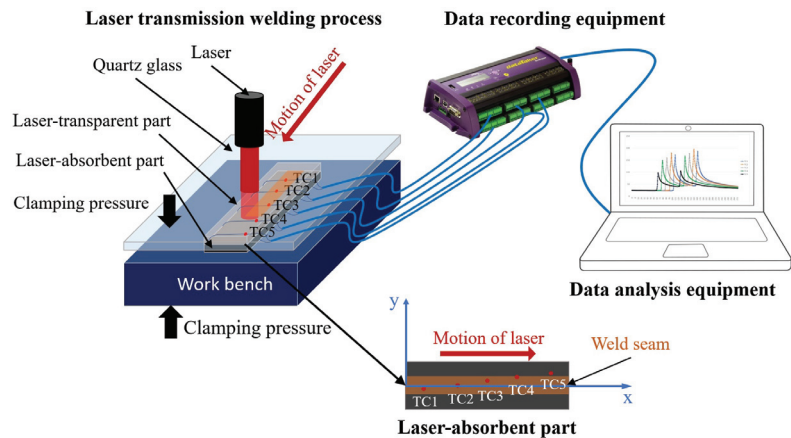 Laser transmission welding process
Data recording equipment
Laser
Quartz glass
Motion of laser
Laser-transparent part
Laser-absorbent part
TC1
TC2
TC3
TC4
TC5
Clamping pressure
Work bench
Clamping pressure
Data analysis equipment
y
Motion of laser
Weld seam
TC1 TC2 TC3 TC4 TC5
x
Laser-absorbent part